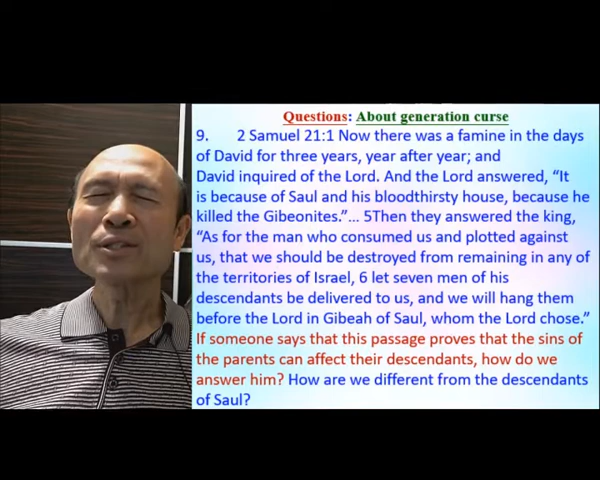 Questions: About generation curse
9. 2 Samuel 21:1 Now there was a famine in the days
of David for three years, year after year; and
David inquired of the Lord. And the Lord answered, “It
is because of Saul and his bloodthirsty house, because he
killed the Gibeonites.”... 5Then they answered the king,
“As for the man who consumed us and plotted against
us, that we should be destroyed from remaining in any of
the territories of Israel, 6 let seven men of his
descendants be delivered to us, and we will hang them
before the Lord in Gibeah of Saul, whom the Lord chose.”
If someone says that this passage proves that the sins of
the parents can affect their descendants, how do we
answer him? How are we different from the descendants
of Saul?